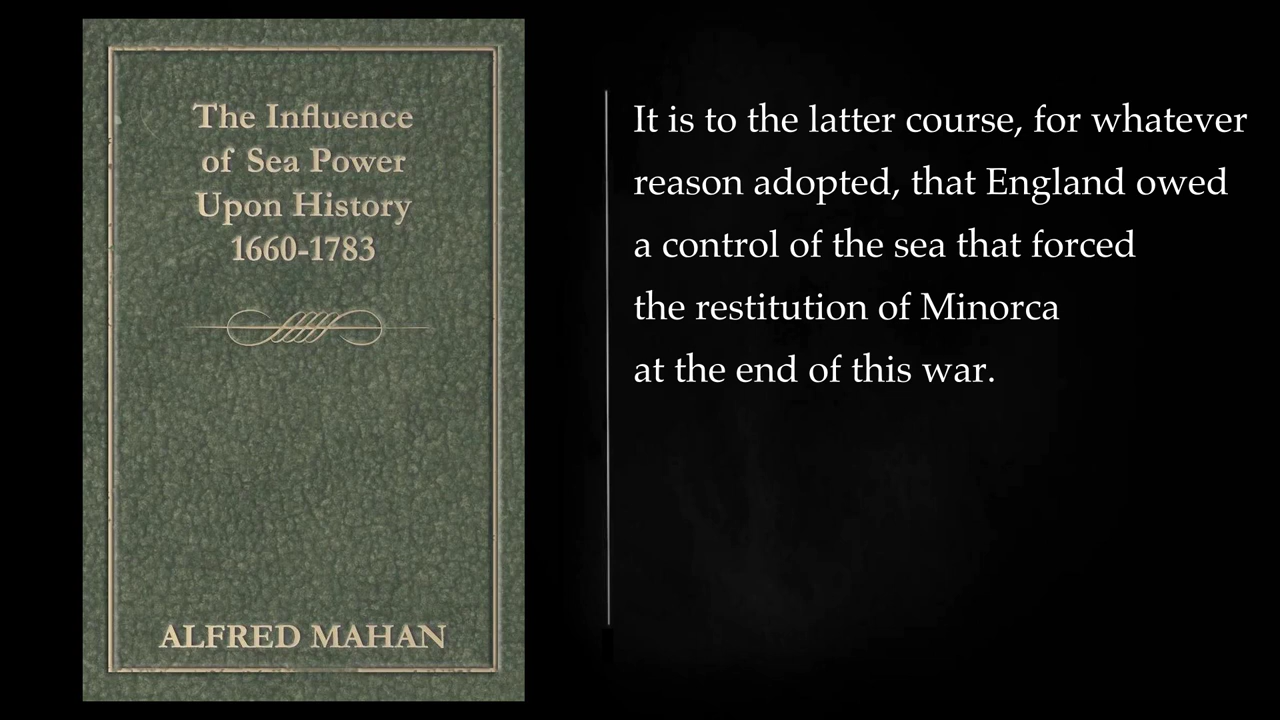 The Influence
of Sea Power
Upon History
1660-1783
ALFRED MAHAN
It is to the latter course, for whatever
reason adopted, that England owed
a control of the sea that forced
the restitution of Minorca
at the end of this war.